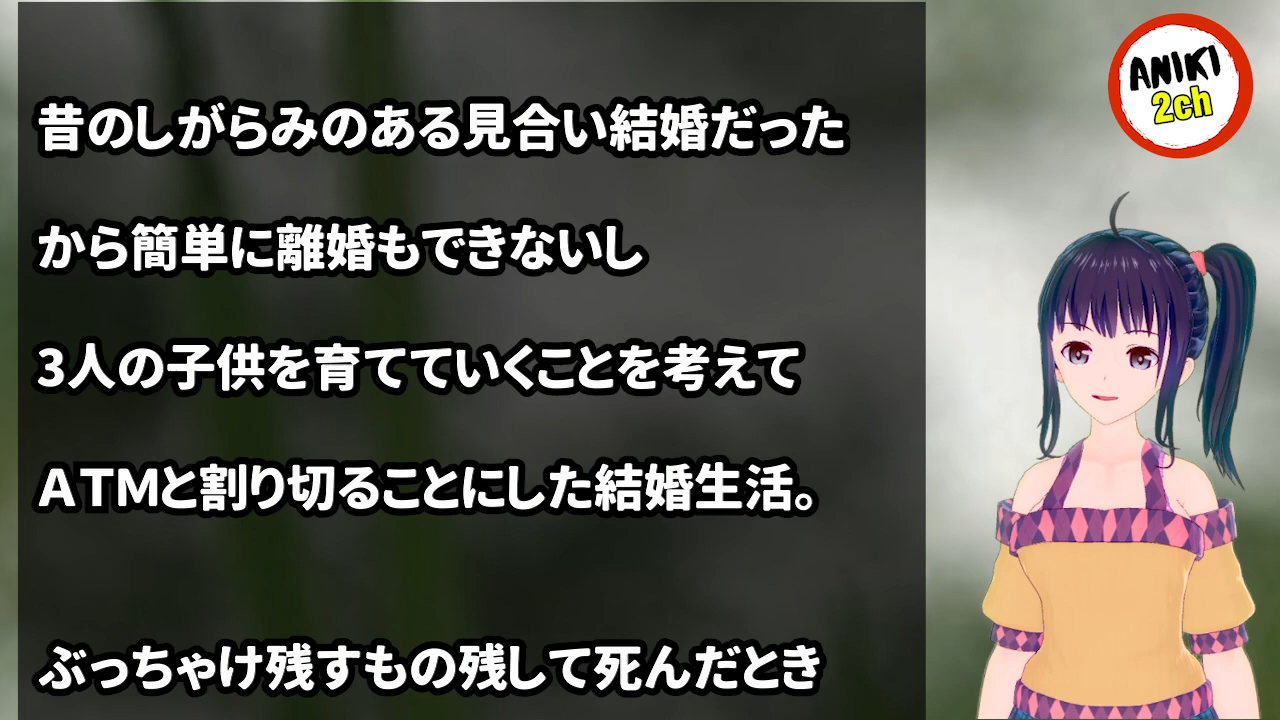 昔のしがらみのある見合い結婚だった
から簡単に離婚もできないし
3人の子供を育てていくことを考えて
ＡＴＭと割り切ることにした結婚生活。
ぶっちゃけ残すもの残して死んだとき
ANIKI
2ch